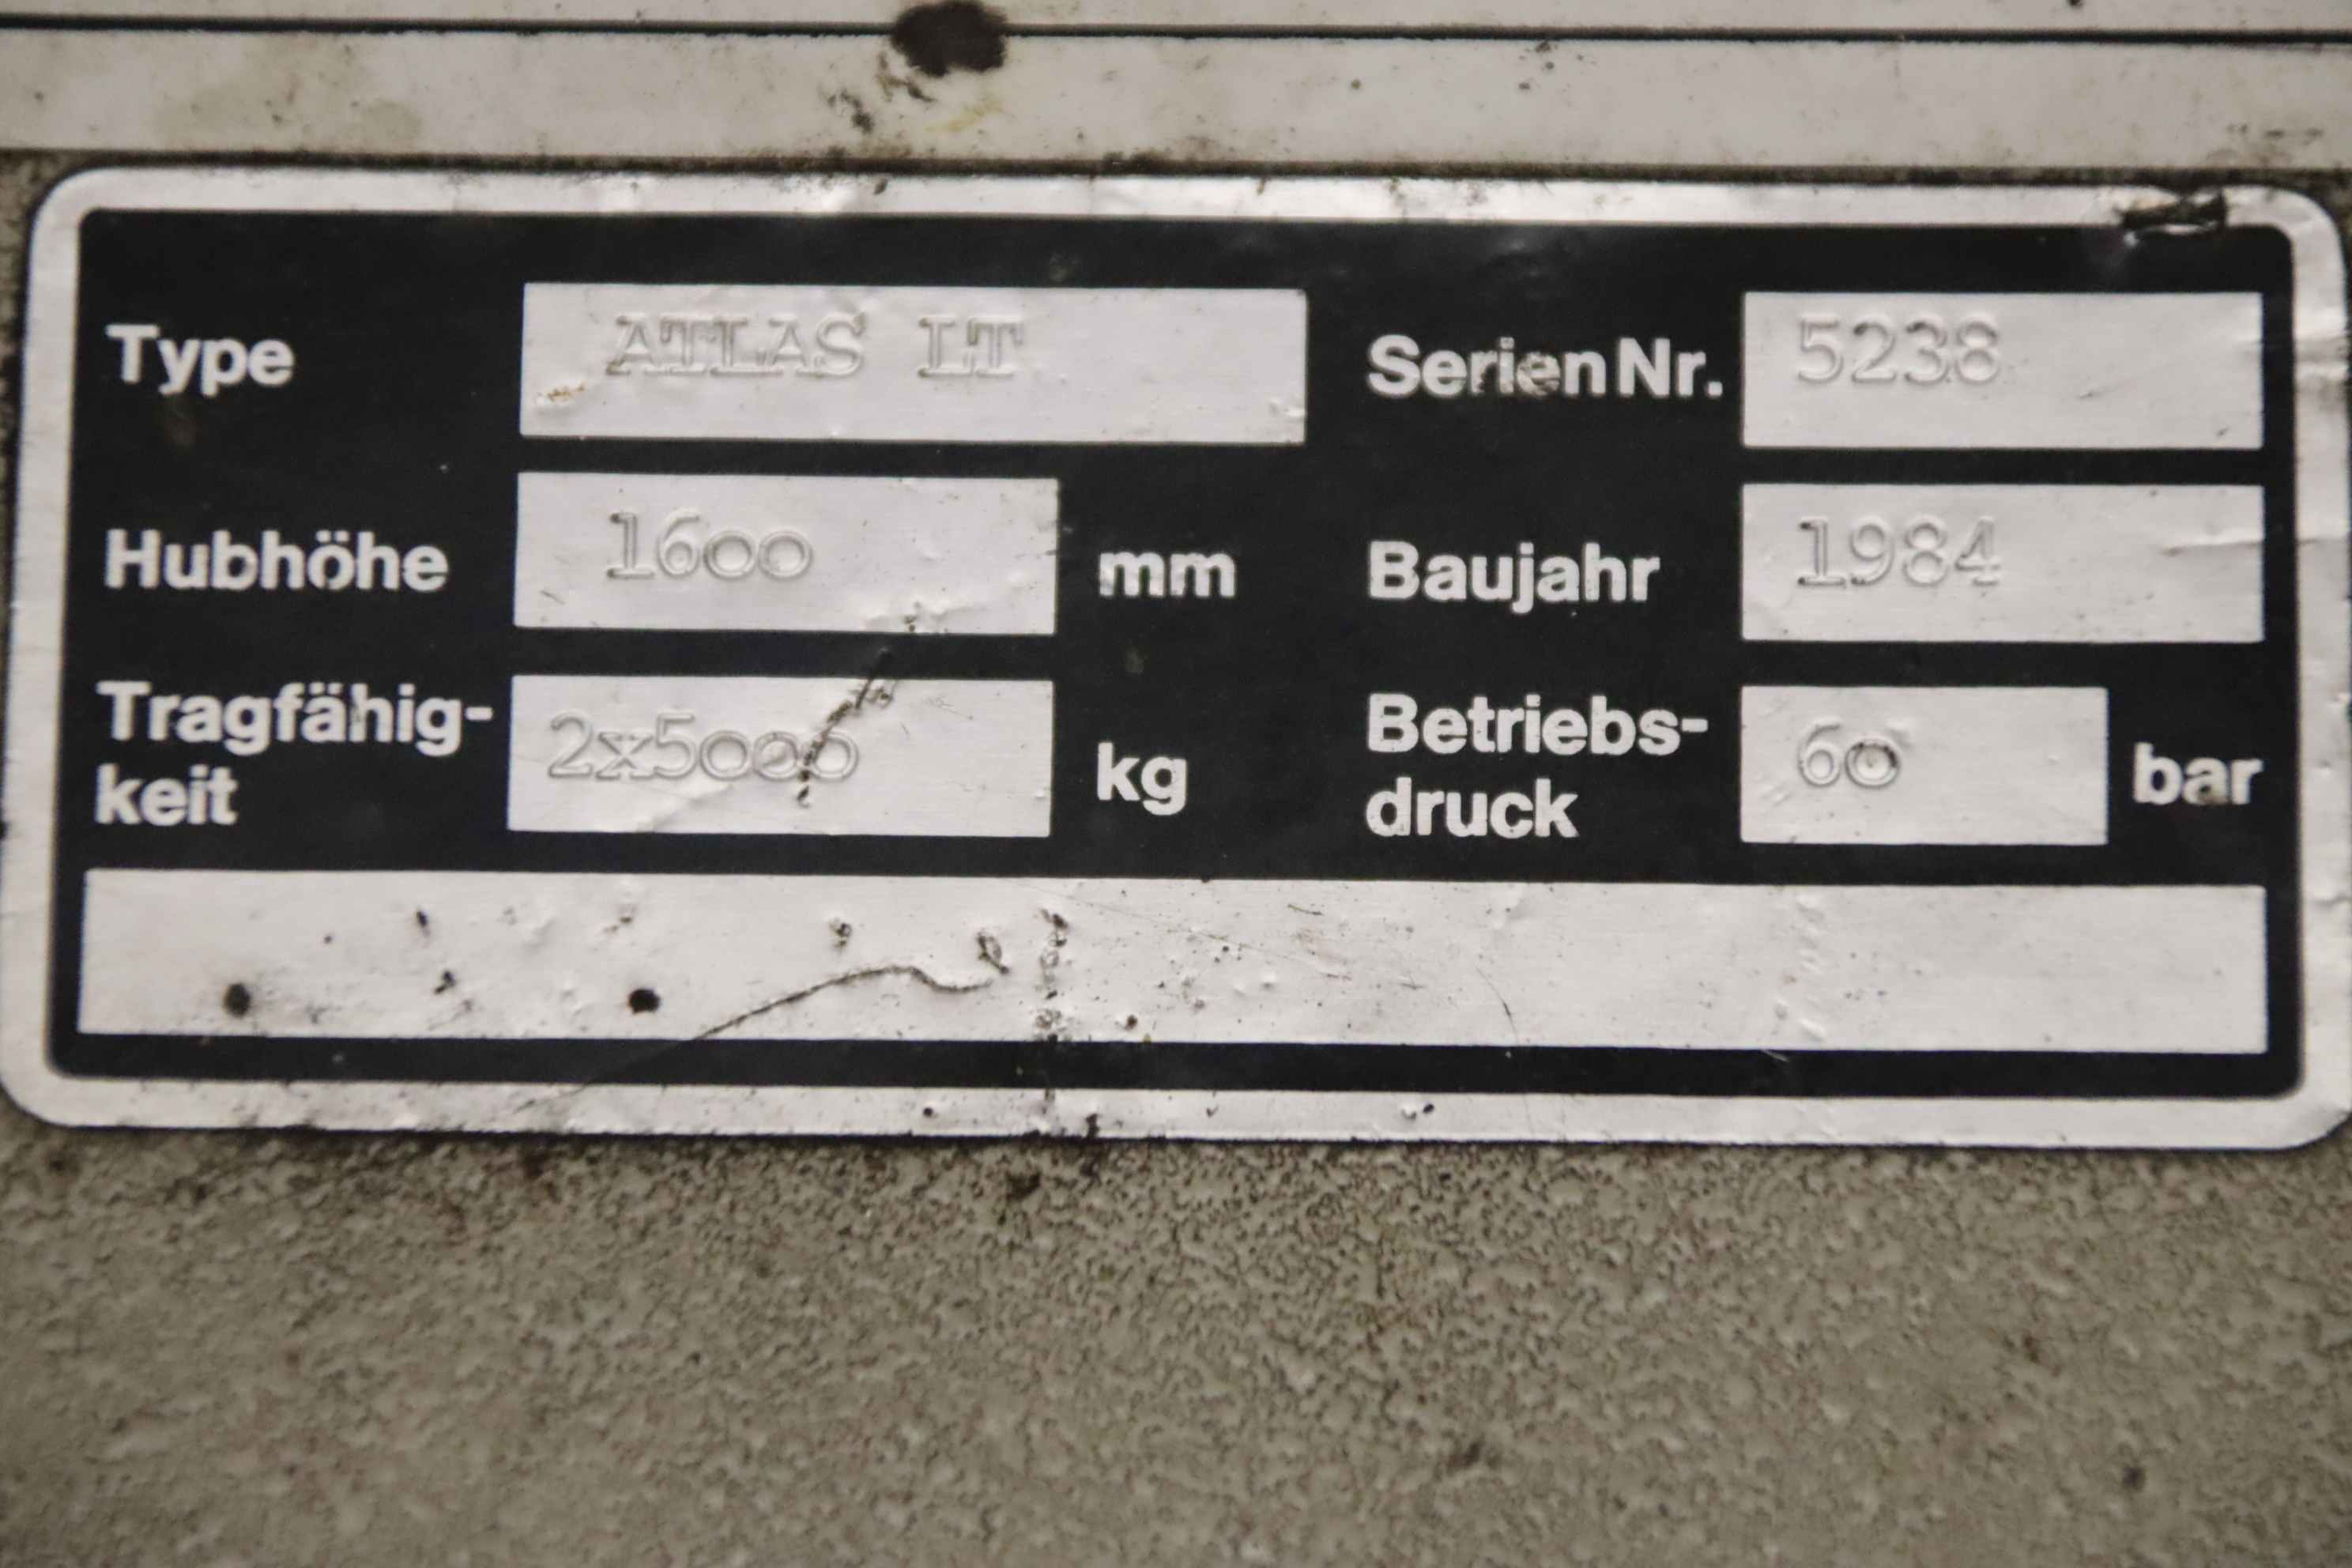 Type ATLAS LT Serien Nr. 5238
Hubhöhe 1600 mm Baujahr 1984
Tragfähig-
keit 2x5000 kg Betriebs-
druck 60 bar